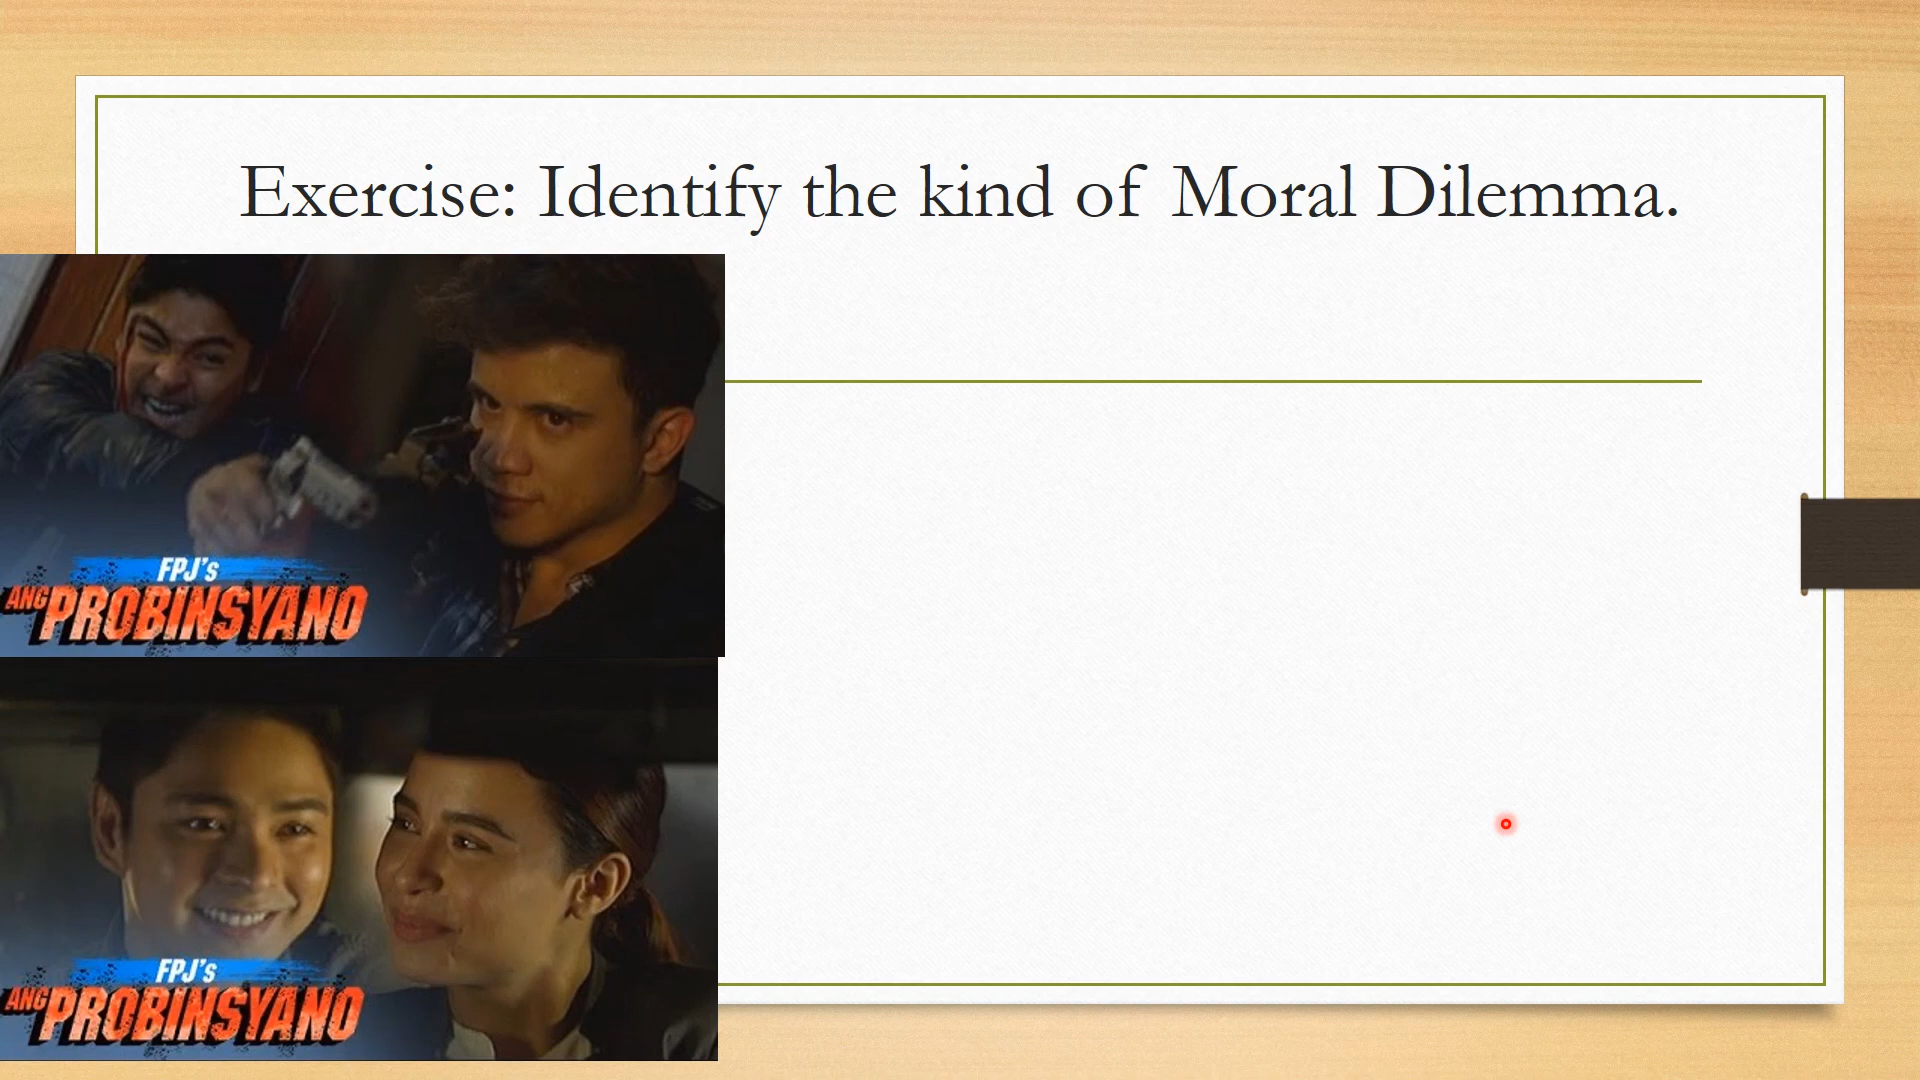 Exercise: Identify the kind of Moral Dilemma.
FPJ's
ANG PROBINSYANO
FPJ's
ANG PROBINSYANO